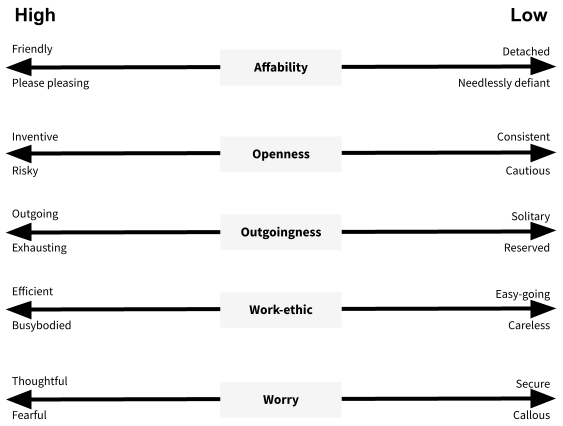 High Low
Friendly Detached
Affability
Please pleasing Needlessly defiant
Inventive Consistent
Openness
Risky Cautious
Outgoing Solitary
Outgoingness
Exhausting Reserved
Efficient Easy-going
Work-ethic
Busybodied Careless
Thoughtful Secure
Worry
Fearful Callous